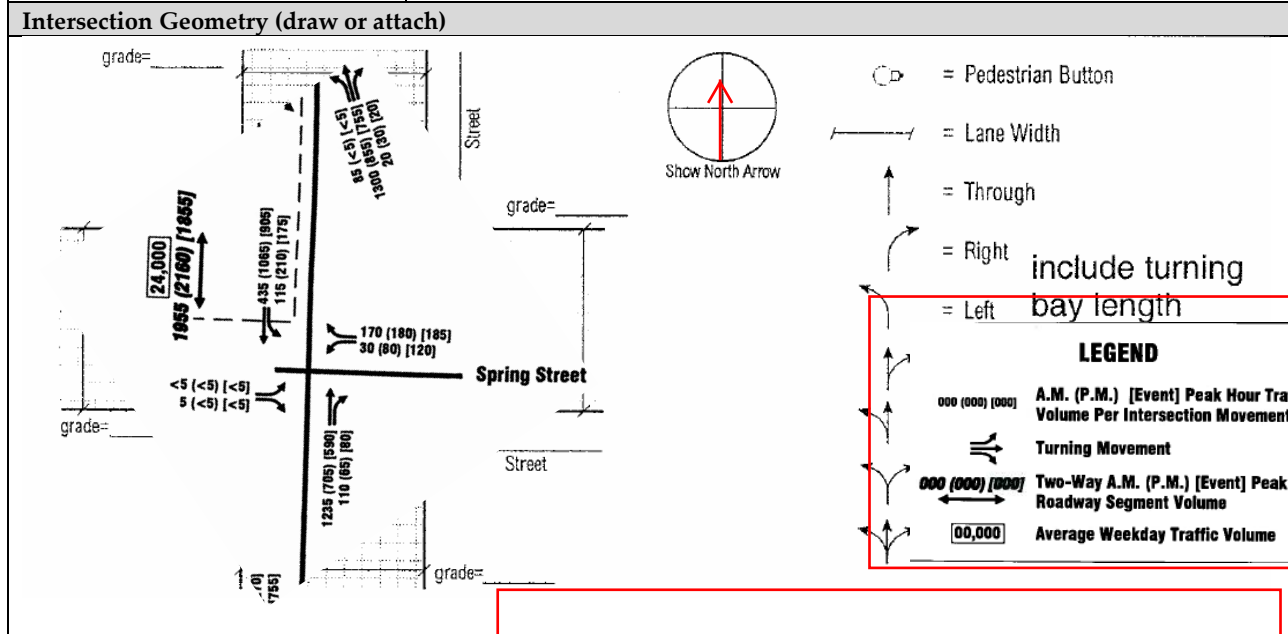 Intersection Geometry (draw or attach)
grade=
85 (<5) [<5]
1300 (855) [755]
20 (30) [20]
Street
Show North Arrow
= Pedestrian Button
= Lane Width
= Through
= Right
= Left
include turning
bay length
grade=
24,000
1955 (2160) [1855]
435 (1065) [905]
115 (210) [175]
170 (180) [185]
30 (80) [120]
Spring Street
<5 (<5) [<5]
5 (<5) [<5]
grade=
1235 (705) [590]
110 (65) [80]
Street
grade=
0]
755]
LEGEND
000 (000) [000]
A.M. (P.M.) [Event] Peak Hour Tra
Volume Per Intersection Movement
Turning Movement
000 (000) [000]
Two-Way A.M. (P.M.) [Event] Peak
Roadway Segment Volume
00,000
Average Weekday Traffic Volume